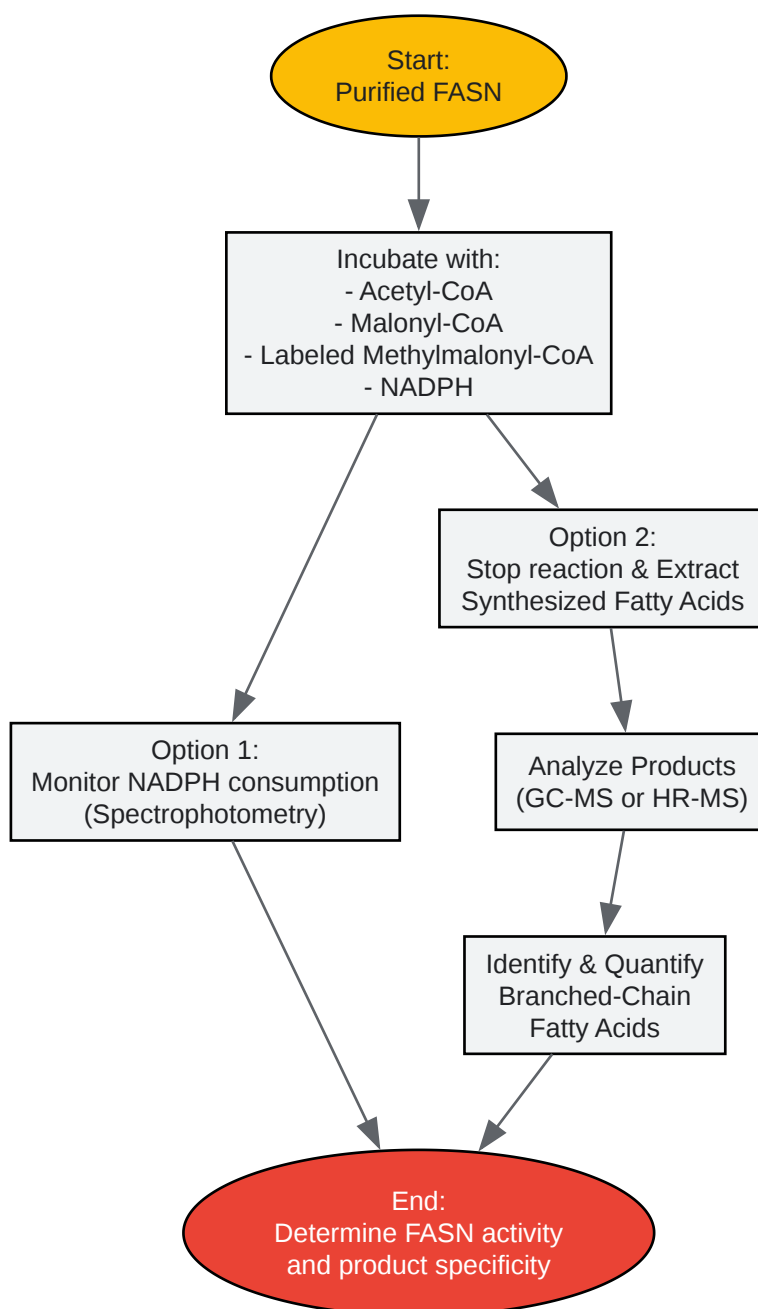 Start:
Purified FASN
Incubate with:
- Acetyl-CoA
- Malonyl-CoA
- Labeled Methylmalonyl-CoA
- NADPH
Option 2:
Stop reaction & Extract
Synthesized Fatty Acids
Option 1:
Monitor NADPH consumption
(Spectrophotometry)
Analyze Products
(GC-MS or HR-MS)
Identify & Quantify
Branched-Chain
Fatty Acids
End:
Determine FASN activity
and product specificity